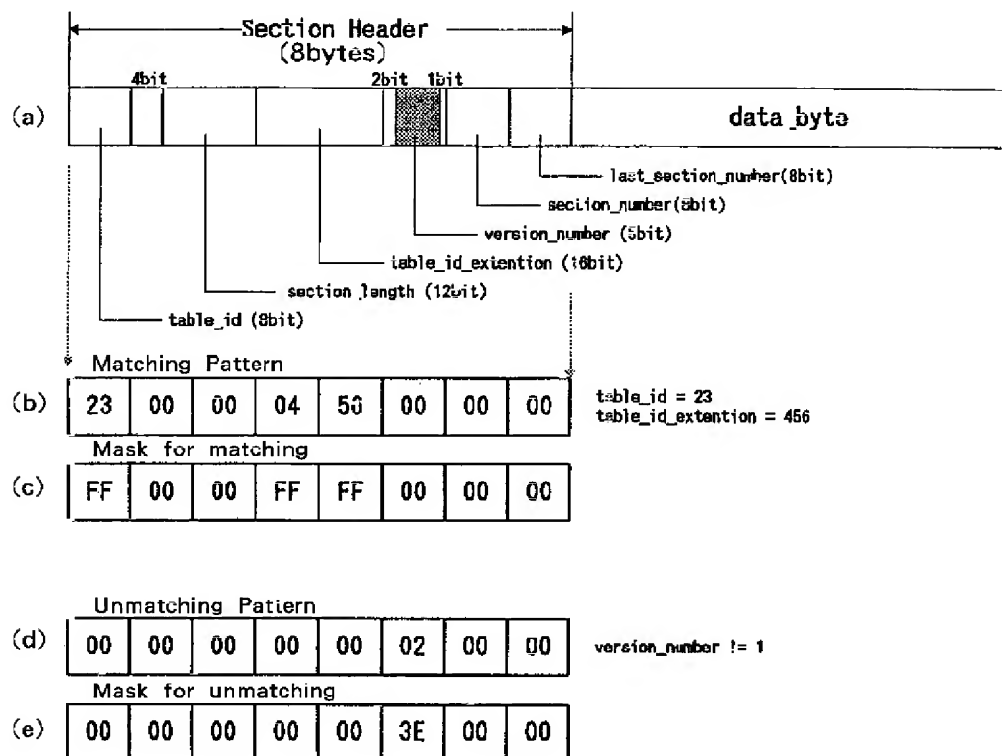 Section Header
(8bytes)
4bit 2bit 1bit
(a) data_byte
last_section_number(8bit)
section_number(8bit)
version_number (5bit)
table_id_extention (16bit)
section_length (12bit)
table_id (8bit)
Matching Pattern
(b) 23 00 00 04 56 00 00 00 table_id = 23
table_id_extention = 456
Mask for matching
(c) FF 00 00 FF FF 00 00 00
Unmatching Pattern
(d) 00 00 00 00 00 02 00 00 version_number != 1
Mask for unmatching
(e) 00 00 00 00 00 3E 00 00